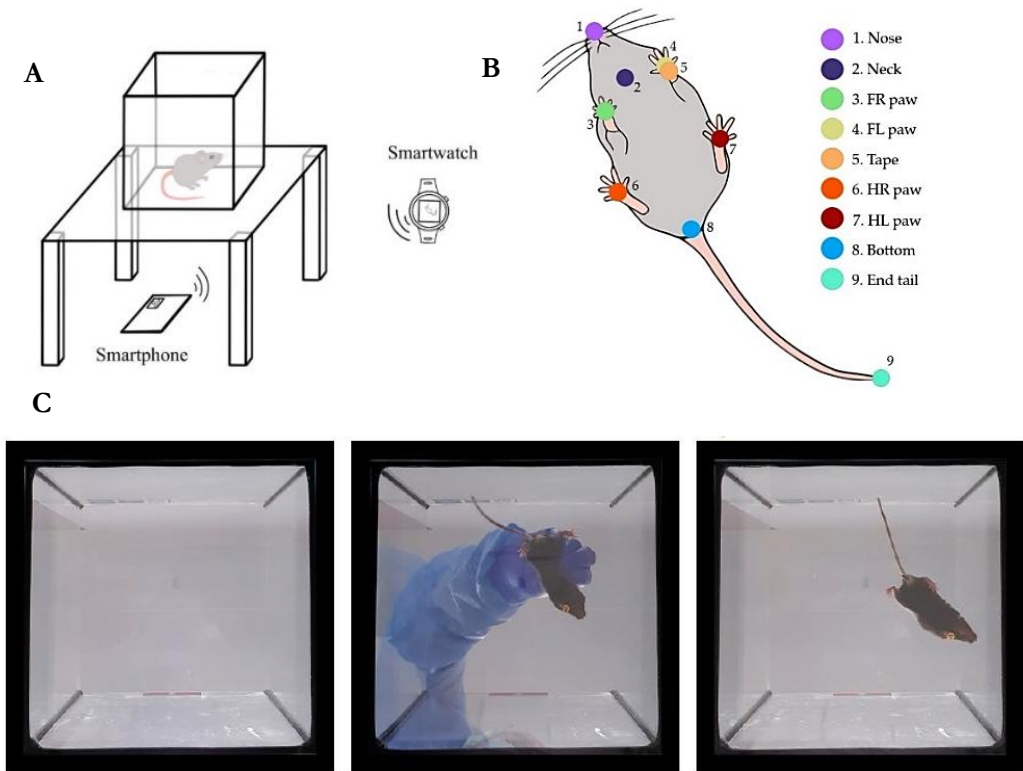 A
Smartwatch
Smartphone
B
1
2
3
4
5
6
7
8
9
1. Nose
2. Neck
3. FR paw
4. FL paw
5. Tape
6. HR paw
7. HL paw
8. Bottom
9. End tail
C